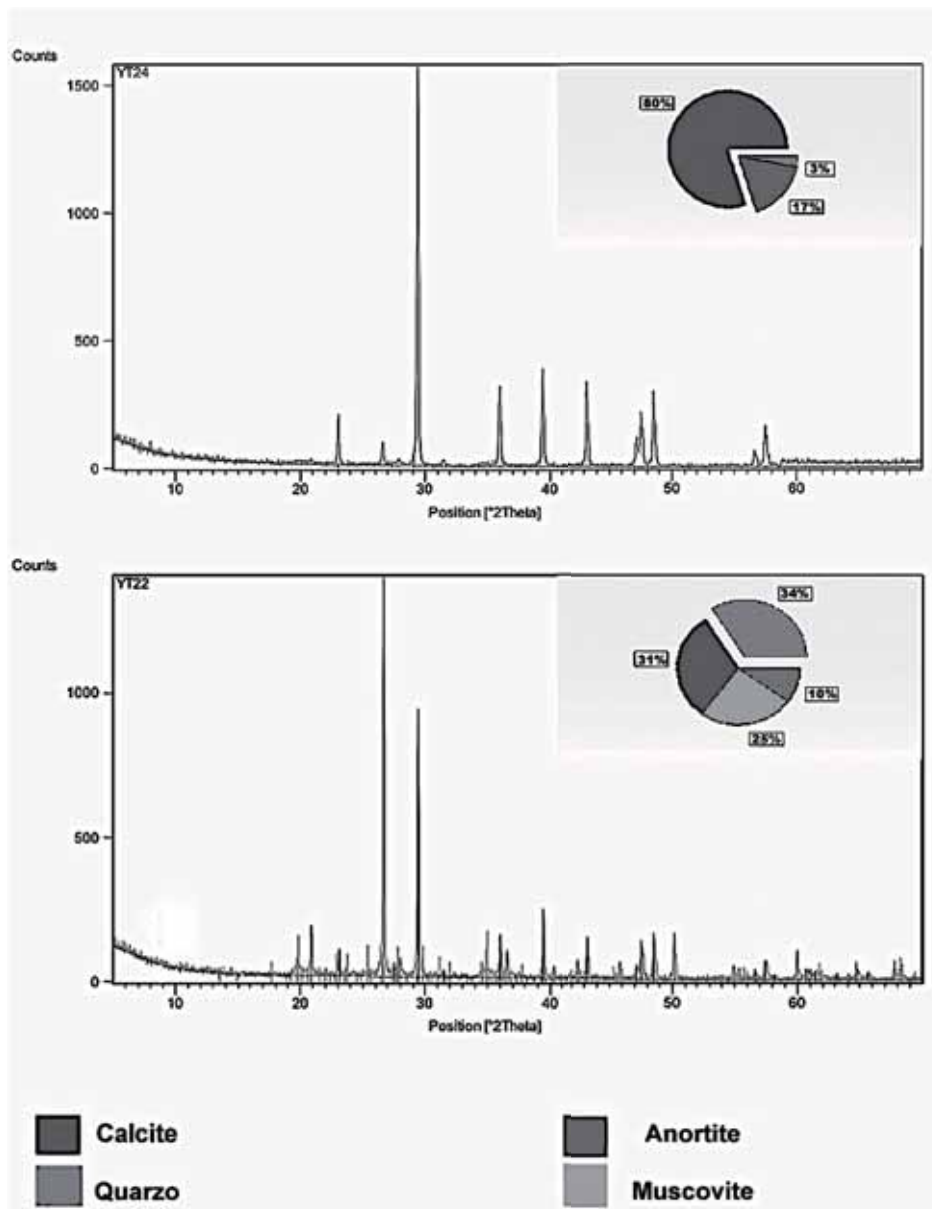 Counts
YT24
1500
80%
3%
17%
1000
500
0
10 20 30 40 50 60
Position [°2Theta]
Counts
YT22
34%
31%
10%
25%
1000
500
0
10 20 30 40 50 60
Position [°2Theta]
Calcite Anortite
Quarzo Muscovite